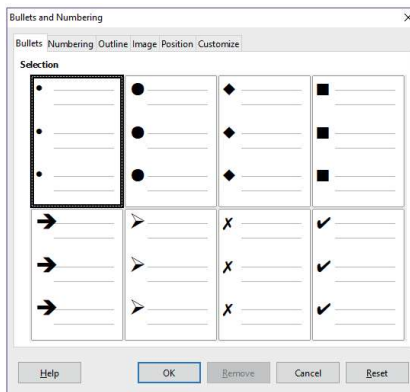 Bullets and Numbering
Bullets Numbering Outline Image Position Customize
Selection
Help OK Remove Cancel Reset